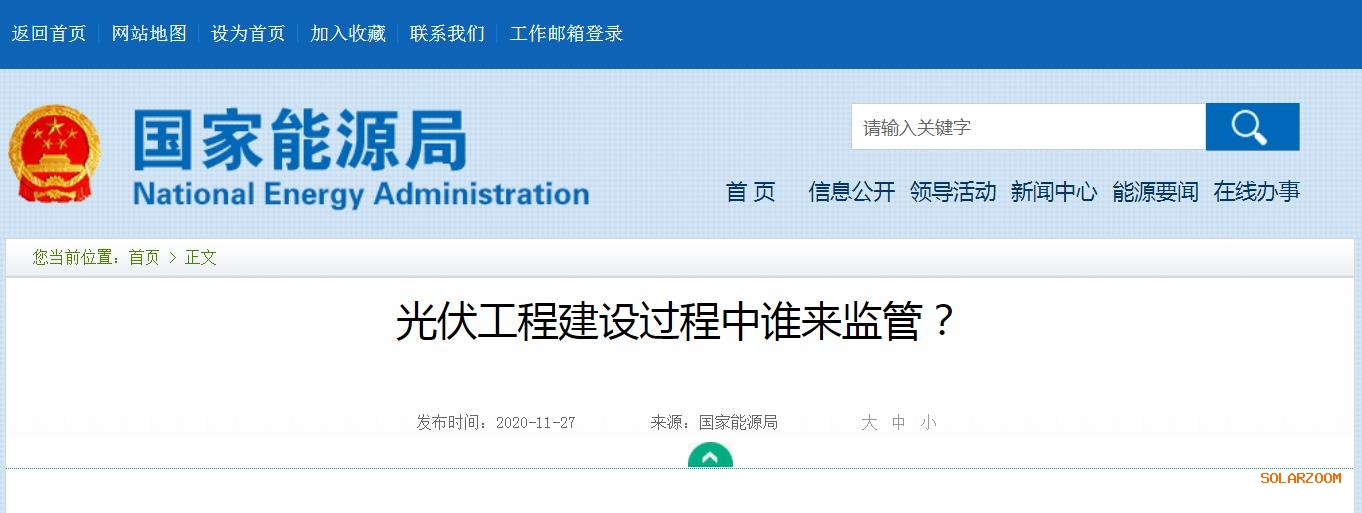 返回首页 网站地图 设为首页 加入收藏 联系我们 工作邮箱登录
国家能源局
National Energy Administration
请输入关键字
首 页 信息公开 领导活动 新闻中心 能源要闻 在线办事
您当前位置：首页 > 正文
光伏工程建设过程中谁来监管？
发布时间：2020-11-27 来源：国家能源局 大 中 小
SOLARZOOM